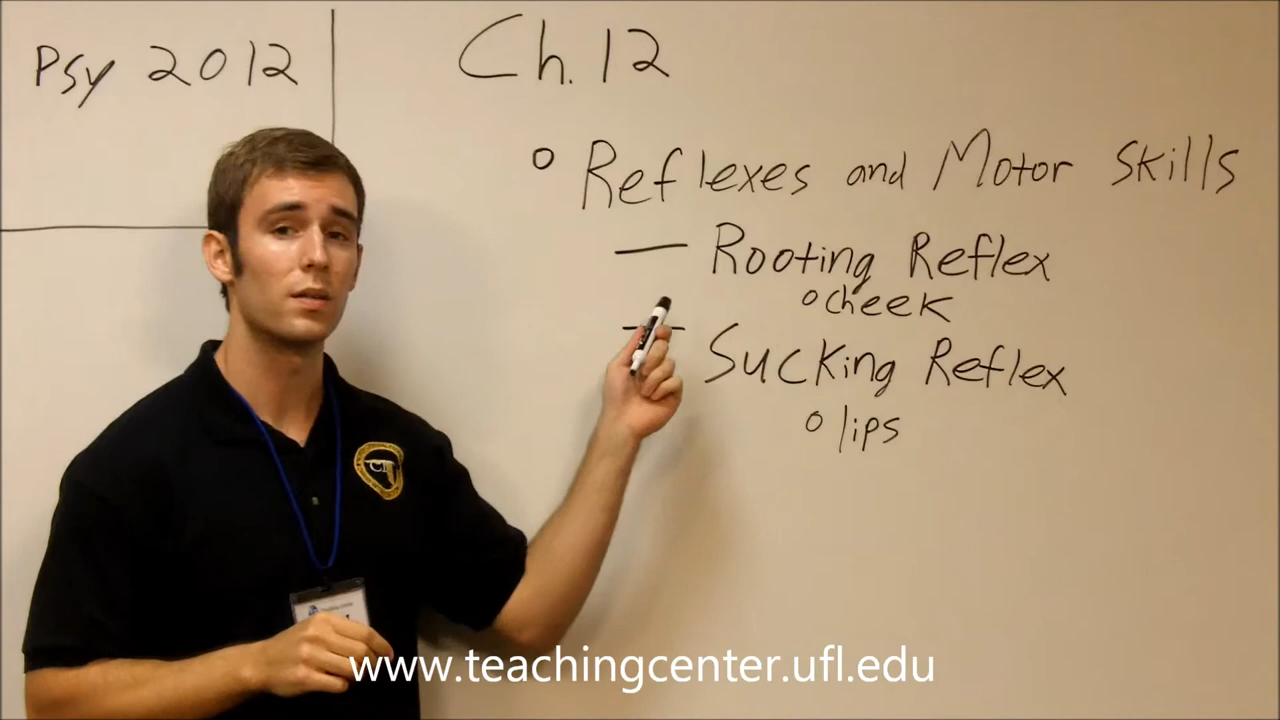 Psy 2012
Ch. 12
Reflexes and Motor Skills
— Rooting Reflex
cheek
— Sucking Reflex
lips
www.teachingcenter.ufl.edu